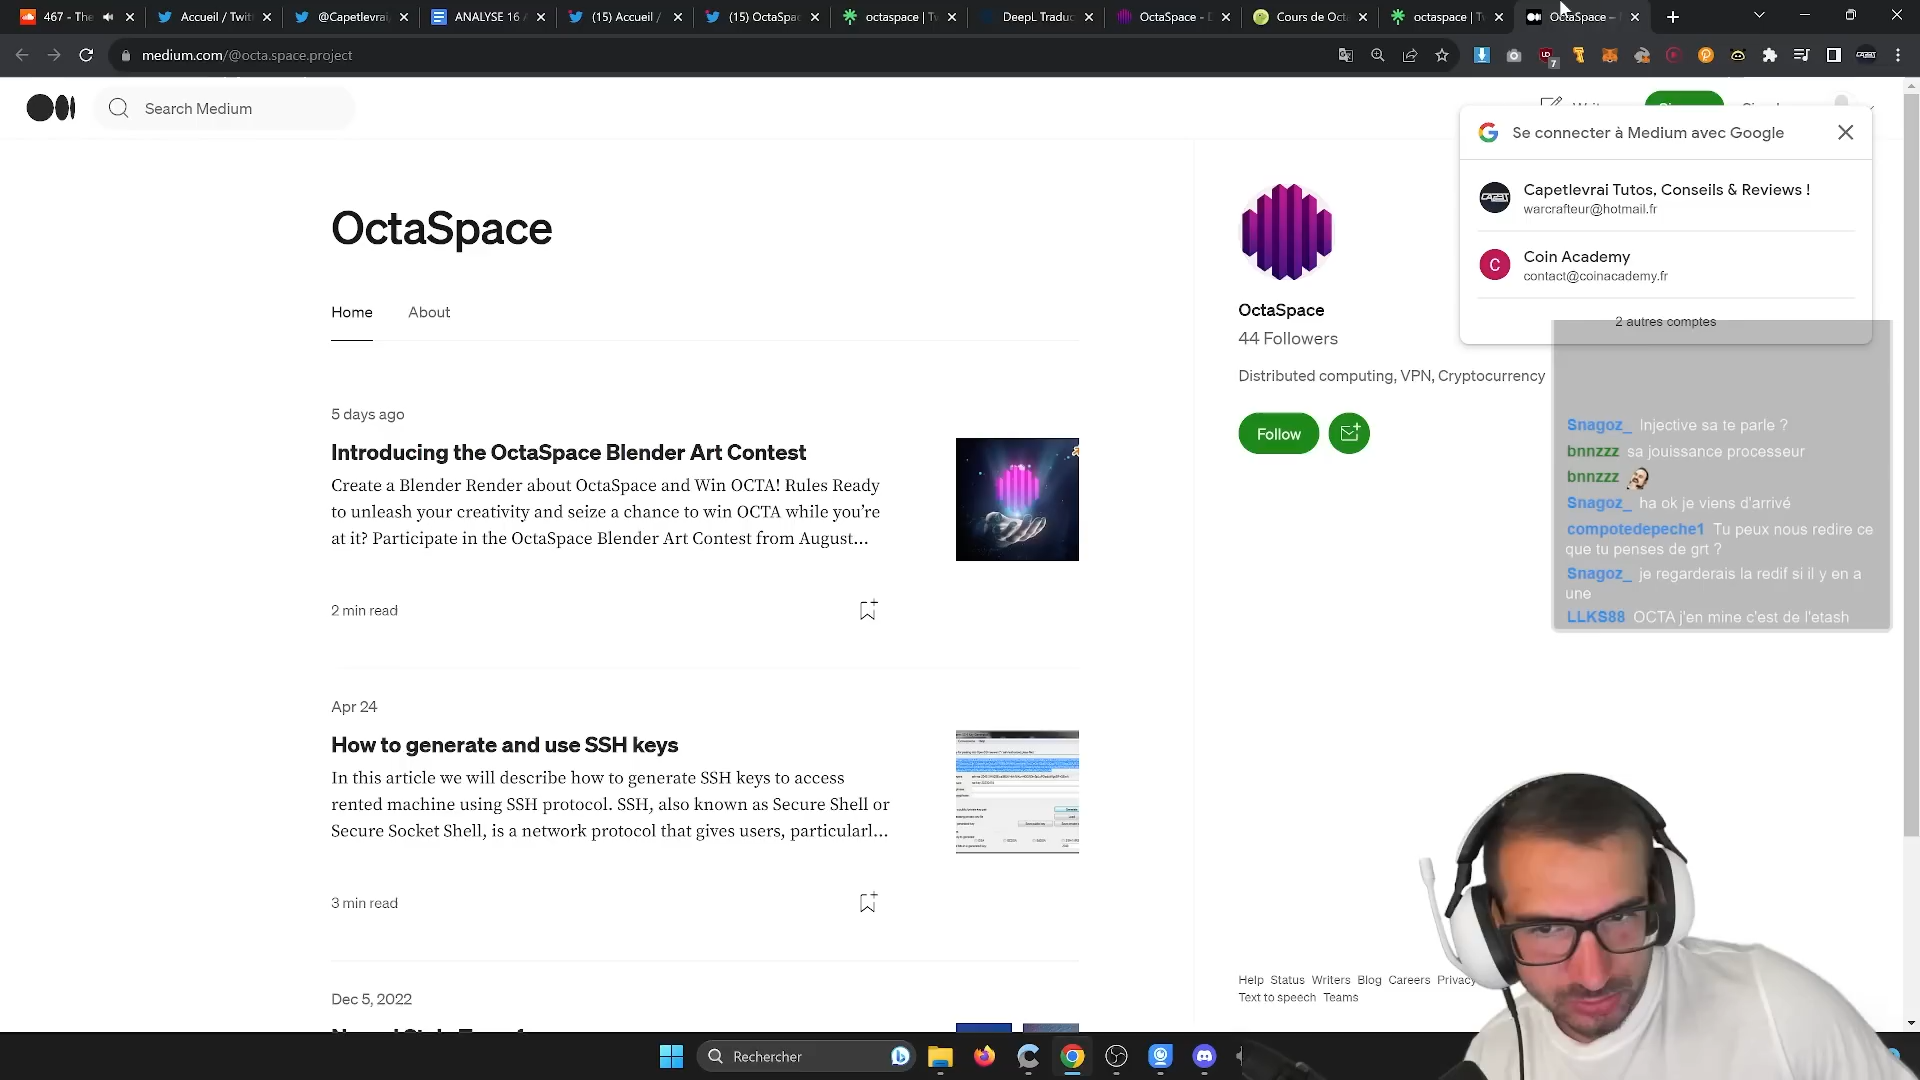 467 - The
Accueil / Twit
@Capetlevrai
ANALYSE 16
(15) Accueil /
(15) OctaSpac
octaspace | Tw
DeepL Traduc
OctaSpace - D
Cours de Octa
octaspace | Tw
OctaSpace –
medium.com/@octa.space.project
7
Search Medium
Se connecter à Medium avec Google
Capetlevrai Tutos, Conseils & Reviews !
warcrafteur@hotmail.fr
C
Coin Academy
contact@coinacademy.fr
2 autres comptes
OctaSpace
Home
About
OctaSpace
44 Followers
Distributed computing, VPN, Cryptocurrency
Follow
5 days ago
Introducing the OctaSpace Blender Art Contest
Create a Blender Render about OctaSpace and Win OCTA! Rules Ready
to unleash your creativity and seize a chance to win OCTA while you're
at it? Participate in the OctaSpace Blender Art Contest from August…
2 min read
Snagoz_ Injective sa te parle ?
bnnzzz sa jouissance processeur
bnnzzz
Snagoz_ ha ok je viens d'arrivé
compotedepeche1 Tu peux nous redire ce
que tu penses de grt ?
Snagoz_ je regarderais la redif si il y en a
une
LLKS88 OCTA j'en mine c'est de l'etash
Apr 24
How to generate and use SSH keys
In this article we will describe how to generate SSH keys to access
rented machine using SSH protocol. SSH, also known as Secure Shell or
Secure Socket Shell, is a network protocol that gives users, particularl…
3 min read
Dec 5, 2022
Help Status Writers Blog Careers Privacy
Text to speech Teams
Rechercher